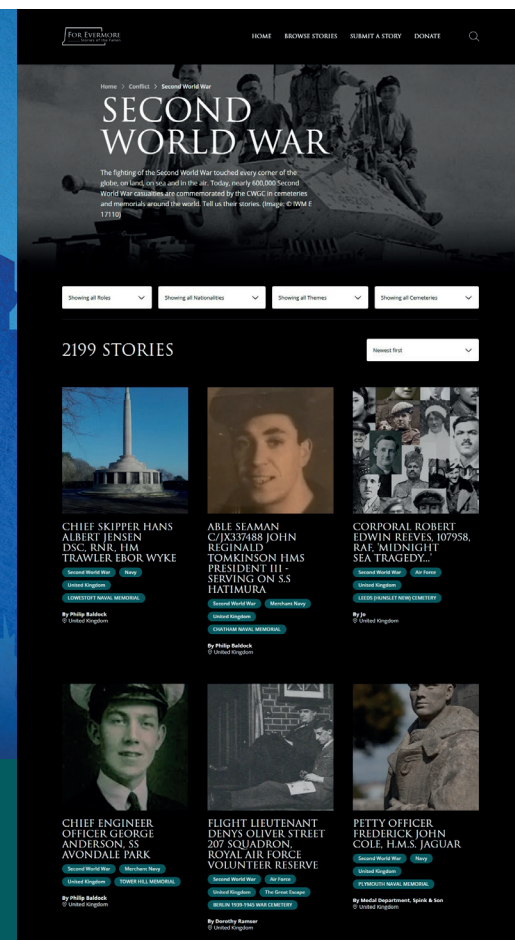 FOR EVERMORE
Stories of the Fallen
HOME BROWSE STORIES SUBMIT A STORY DONATE
Home > Conflict > Second World War
SECOND
WORLD WAR
The fighting of the Second World War touched every corner of the
globe, on land, on sea and in the air. Today, nearly 600,000 Second
World War casualties are commemorated by the CWGC in cemeteries
and memorials around the world. Tell us their stories. (Image: © IWM E
17110)
Showing all Roles
Showing all Nationalities
Showing all Themes
Showing all Cemeteries
2199 STORIES
Newest first
CHIEF SKIPPER HANS
ALBERT JENSEN
DSC, RNR, HM
TRAWLER EBOR WYKE
Second World War Navy
United Kingdom
LOWESTOFT NAVAL MEMORIAL
By Philip Baldock
United Kingdom
ABLE SEAMAN
C/JX337488 JOHN
REGINALD
TOMKINSON HMS
PRESIDENT III -
SERVING ON S.S
HATIMURA
Second World War Merchant Navy
United Kingdom
CHATHAM NAVAL MEMORIAL
By Philip Baldock
United Kingdom
CORPORAL ROBERT
EDWIN REEVES, 107958,
RAF, 'MIDNIGHT
SEA TRAGEDY...'
Second World War Air Force
United Kingdom
LEEDS (HUNSLET NEW) CEMETERY
By Jo
United Kingdom
CHIEF ENGINEER
OFFICER GEORGE
ANDERSON, SS
AVONDALE PARK
Second World War Merchant Navy
United Kingdom TOWER HILL MEMORIAL
By Philip Baldock
United Kingdom
FLIGHT LIEUTENANT
DENYS OLIVER STREET
207 SQUADRON,
ROYAL AIR FORCE
VOLUNTEER RESERVE
Second World War Air Force
United Kingdom The Great Escape
BERLIN 1939-1945 WAR CEMETERY
By Dorothy Ramser
United Kingdom
PETTY OFFICER
FREDERICK JOHN
COLE, H.M.S. JAGUAR
Second World War Navy
United Kingdom
PLYMOUTH NAVAL MEMORIAL
By Medal Department, Spink & Son
United Kingdom